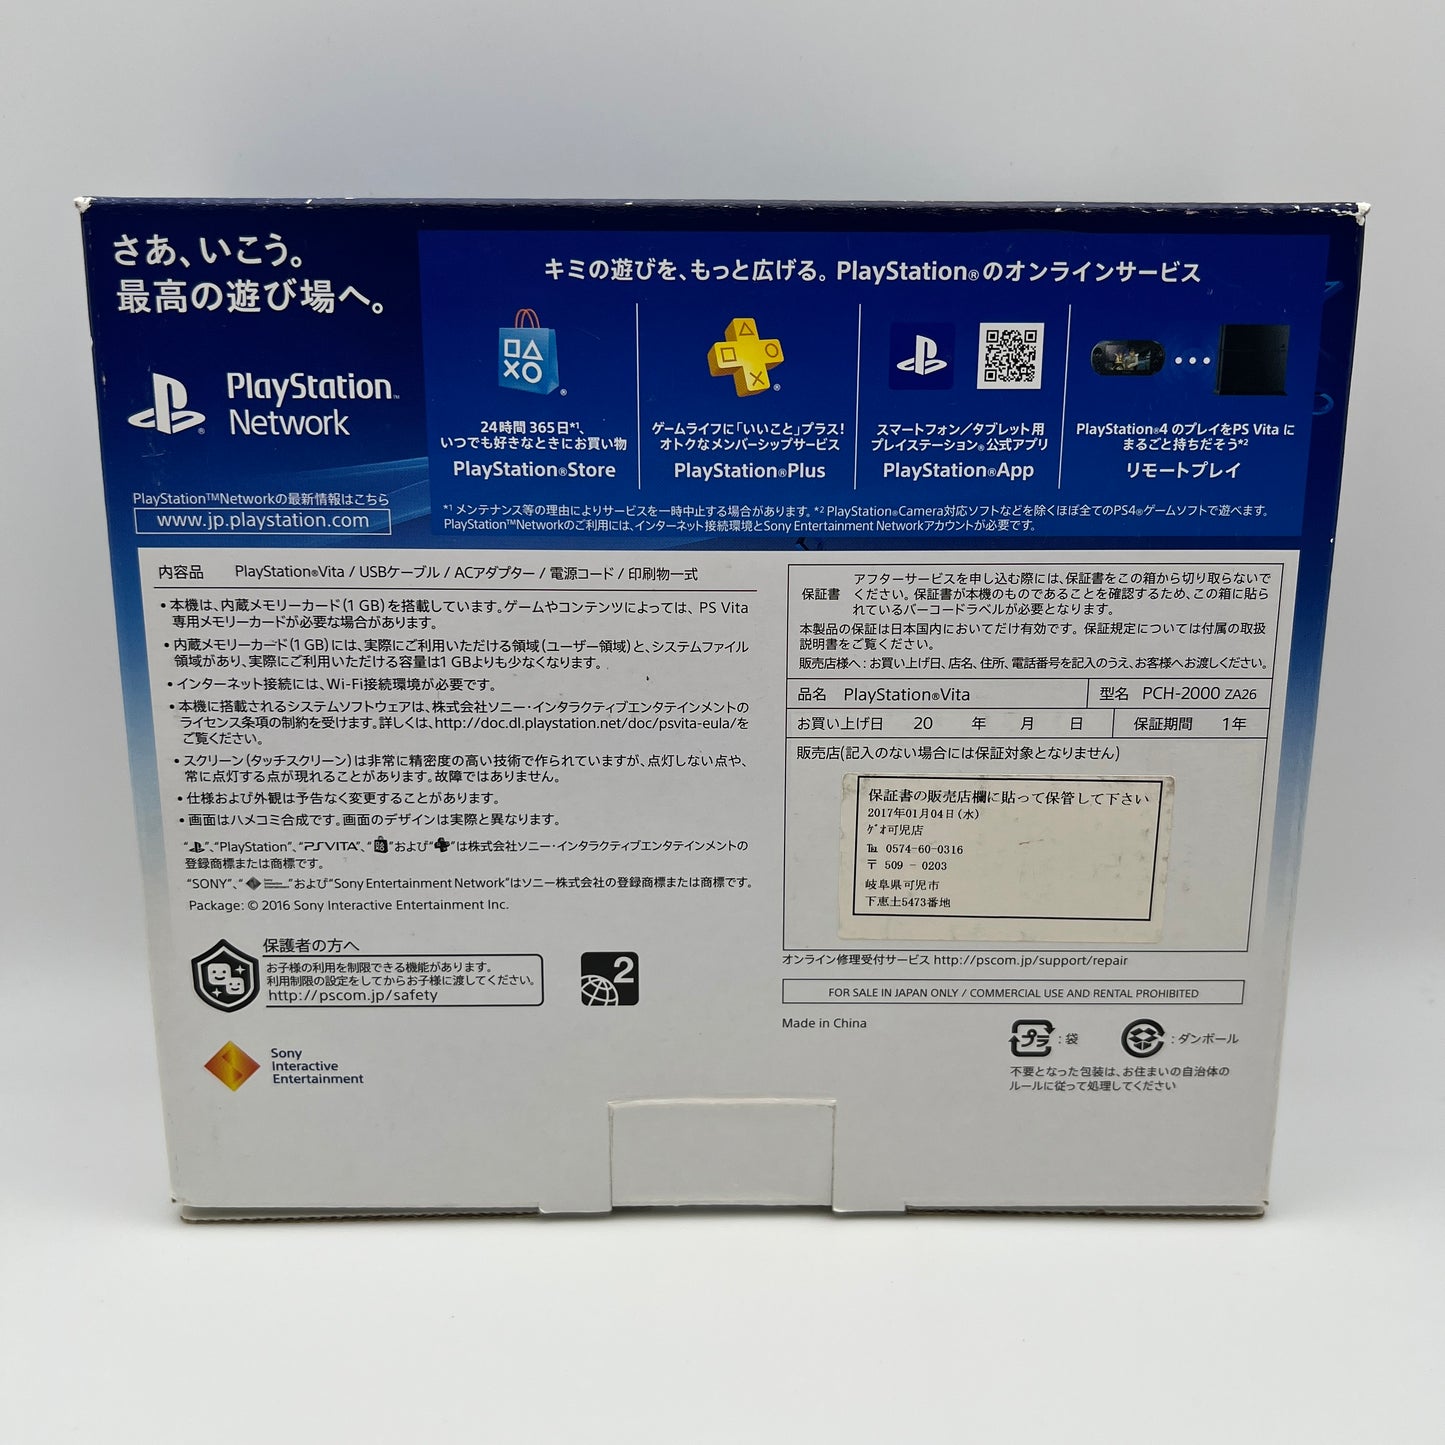 さあ、いこう。
最高の遊び場へ。
PlayStation™
Network
PlayStation™Networkの最新情報はこちら
www.jp.playstation.com
キミの遊びを、もっと広げる。PlayStation®のオンラインサービス
24時間 365日*1、
いつでも好きなときにお買い物
PlayStation®Store
ゲームライフに「いいこと」プラス!
オトクなメンバーシップサービス
PlayStation®Plus
スマートフォン/タブレット用
プレイステーション®公式アプリ
PlayStation®App
PlayStation®4 のプレイをPS Vita に
まるごと持ちだそう*2
リモートプレイ
*1 メンテナンス等の理由によりサービスを一時中止する場合があります。*2 PlayStation®Camera対応ソフトなどを除くほぼ全てのPS4®ゲームソフトで遊べます。
PlayStation™Networkのご利用には、インターネット接続環境とSony Entertainment Networkアカウントが必要です。
内容品 PlayStation®Vita / USBケーブル / ACアダプター / 電源コード / 印刷物一式
• 本機は、内蔵メモリーカード(1 GB)を搭載しています。ゲームやコンテンツによっては、PS Vita
専用メモリーカードが必要な場合があります。
• 内蔵メモリーカード(1 GB)には、実際にご利用いただける領域(ユーザー領域)と、システムファイル
領域があり、実際にご利用いただける容量は1 GBよりも少なくなります。
• インターネット接続には、Wi-Fi接続環境が必要です。
• 本機に搭載されるシステムソフトウェアは、株式会社ソニー・インタラクティブエンタテインメントの
ライセンス条項の制約を受けます。詳しくは、http://doc.dl.playstation.net/doc/psvita-eula/を
ご覧ください。
• スクリーン(タッチスクリーン)は非常に精密度の高い技術で作られていますが、点灯しない点や、
常に点灯する点が現れることがあります。故障ではありません。
• 仕様および外観は予告なく変更することがあります。
• 画面はハメコミ合成です。画面のデザインは実際と異なります。
“ ”、“PlayStation”、“PSVITA”、“ ”および“ ”は株式会社ソニー・インタラクティブエンタテインメントの
登録商標または商標です。
“SONY”、“ ”および“Sony Entertainment Network”はソニー株式会社の登録商標または商標です。
Package: © 2016 Sony Interactive Entertainment Inc.
保護者の方へ
お子様の利用を制限できる機能があります。
利用制限の設定をしてからお子様に渡してください。
http://pscom.jp/safety
2
Sony
Interactive
Entertainment
保証書
アフターサービスを申し込む際には、保証書をこの箱から切り取らないで
ください。保証書が本機のものであることを確認するため、この箱に貼ら
れているバーコードラベルが必要となります。
本製品の保証は日本国内においてだけ有効です。保証規定については付属の取扱
説明書をご覧ください。
販売店様へ:お買い上げ日、店名、住所、電話番号を記入のうえ、お客様へお渡しください。
品名 PlayStation®Vita 型名 PCH-2000 ZA26
お買い上げ日 20 年 月 日 保証期間 1年
販売店(記入のない場合には保証対象となりません)
保証書の販売店欄に貼って保管して下さい
2017年01月04日(水)
ｹﾞｵ可児店
℡ 0574-60-0316
〒 509 - 0203
岐阜県可児市
下恵土5473番地
オンライン修理受付サービス http://pscom.jp/support/repair
FOR SALE IN JAPAN ONLY / COMMERCIAL USE AND RENTAL PROHIBITED
Made in China
プラ :袋 :ダンボール
不要となった包装は、お住まいの自治体の
ルールに従って処理してください